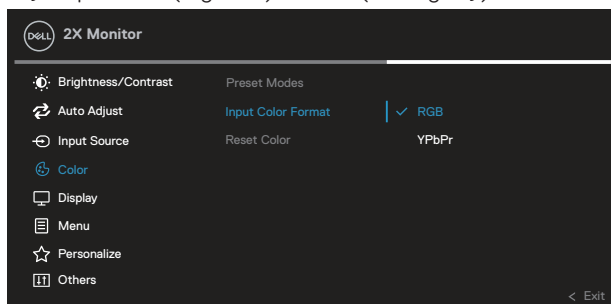 DELL 2X Monitor
Brightness/Contrast Preset Modes
Auto Adjust Input Color Format RGB
Input Source Reset Color YPbPr
Color
Display
Menu
Personalize
Others
< Exit